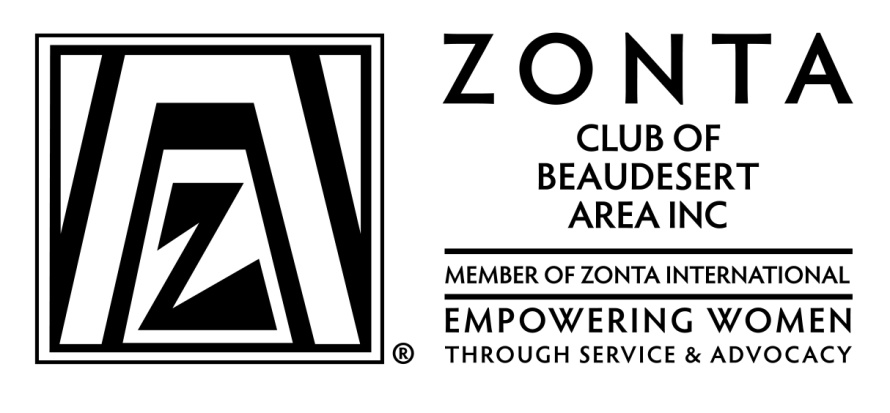 ZONTA
CLUB OF
BEAUDESERT
AREA INC
MEMBER OF ZONTA INTERNATIONAL
EMPOWERING WOMEN
THROUGH SERVICE & ADVOCACY
®